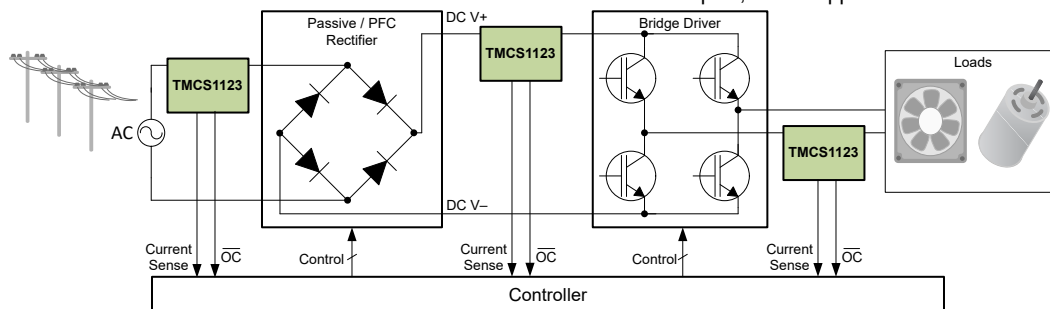 Passive / PFC
Rectifier
DC V+
Bridge Driver
TMCS1123
TMCS1123
Loads
AC
TMCS1123
DC V–
Current
Sense
OC
Control
Current
Sense
OC
Control
Current
Sense
OC
Controller